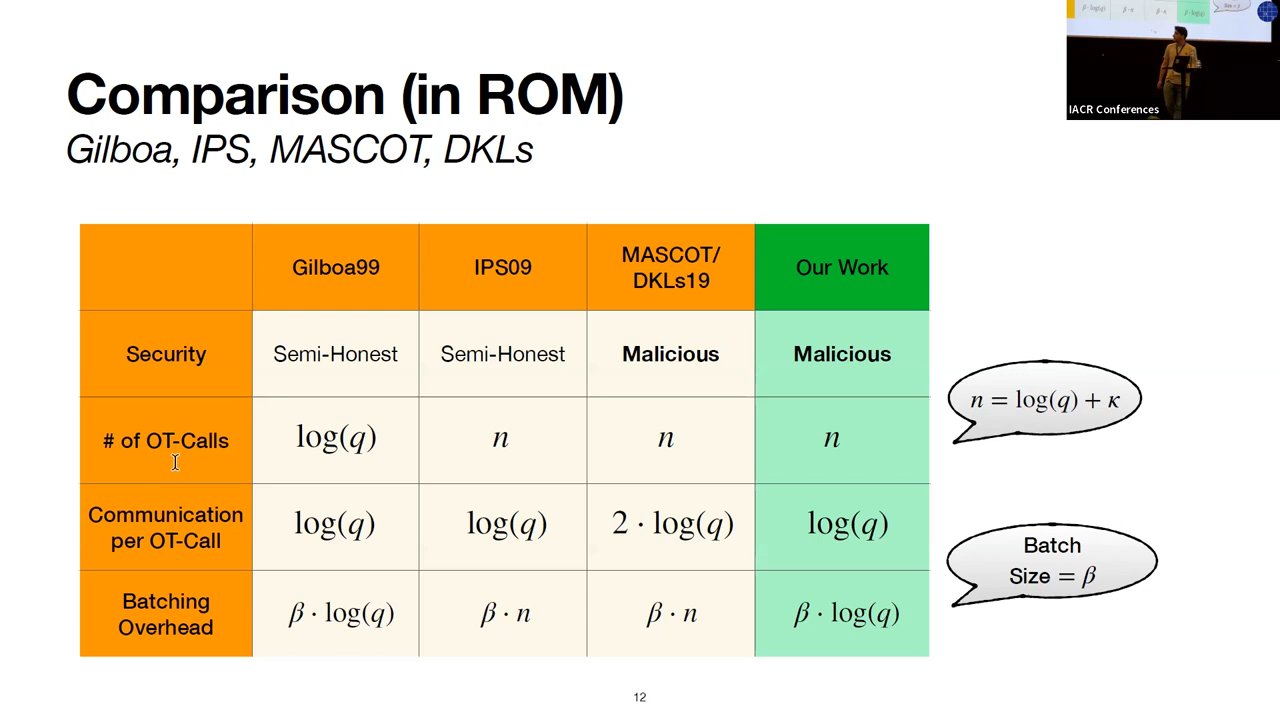 Comparison (in ROM)
Gilboa, IPS, MASCOT, DKLs
IACR Conferences
Gilboa99
IPS09
MASCOT/
DKLs19
Our Work
Security
Semi-Honest
Semi-Honest
Malicious
Malicious
# of OT-Calls
log(q)
n
n
n
n = log(q) + κ
Communication
per OT-Call
log(q)
log(q)
2 · log(q)
log(q)
Batch
Size = β
Batching
Overhead
β · log(q)
β · n
β · n
β · log(q)
12